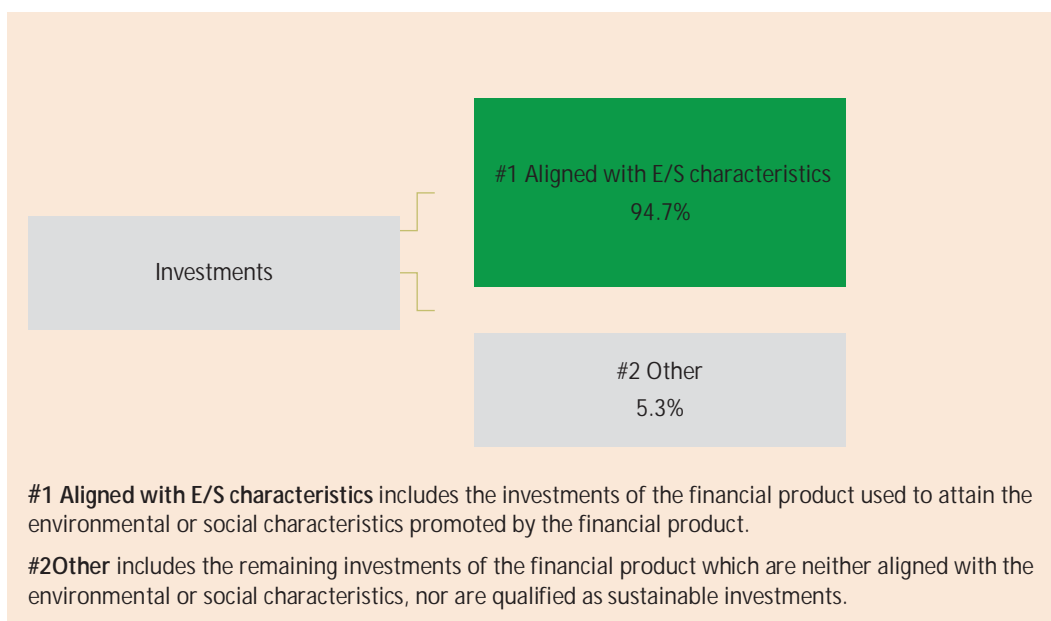 #1 Aligned with E/S characteristics
94.7%
Investments
#2 Other
5.3%
#1 Aligned with E/S characteristics includes the investments of the financial product used to attain the
environmental or social characteristics promoted by the financial product.
#2Other includes the remaining investments of the financial product which are neither aligned with the
environmental or social characteristics, nor are qualified as sustainable investments.